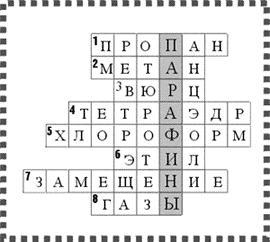 1ПРОПАН
2МЕТАН
3ВЮРЦ
4ТЕТРАЭДР
5ХЛОРОФОРМ
6ЭТИЛ
7ЗАМЕЩЕНИЕ
8ГАЗЫ